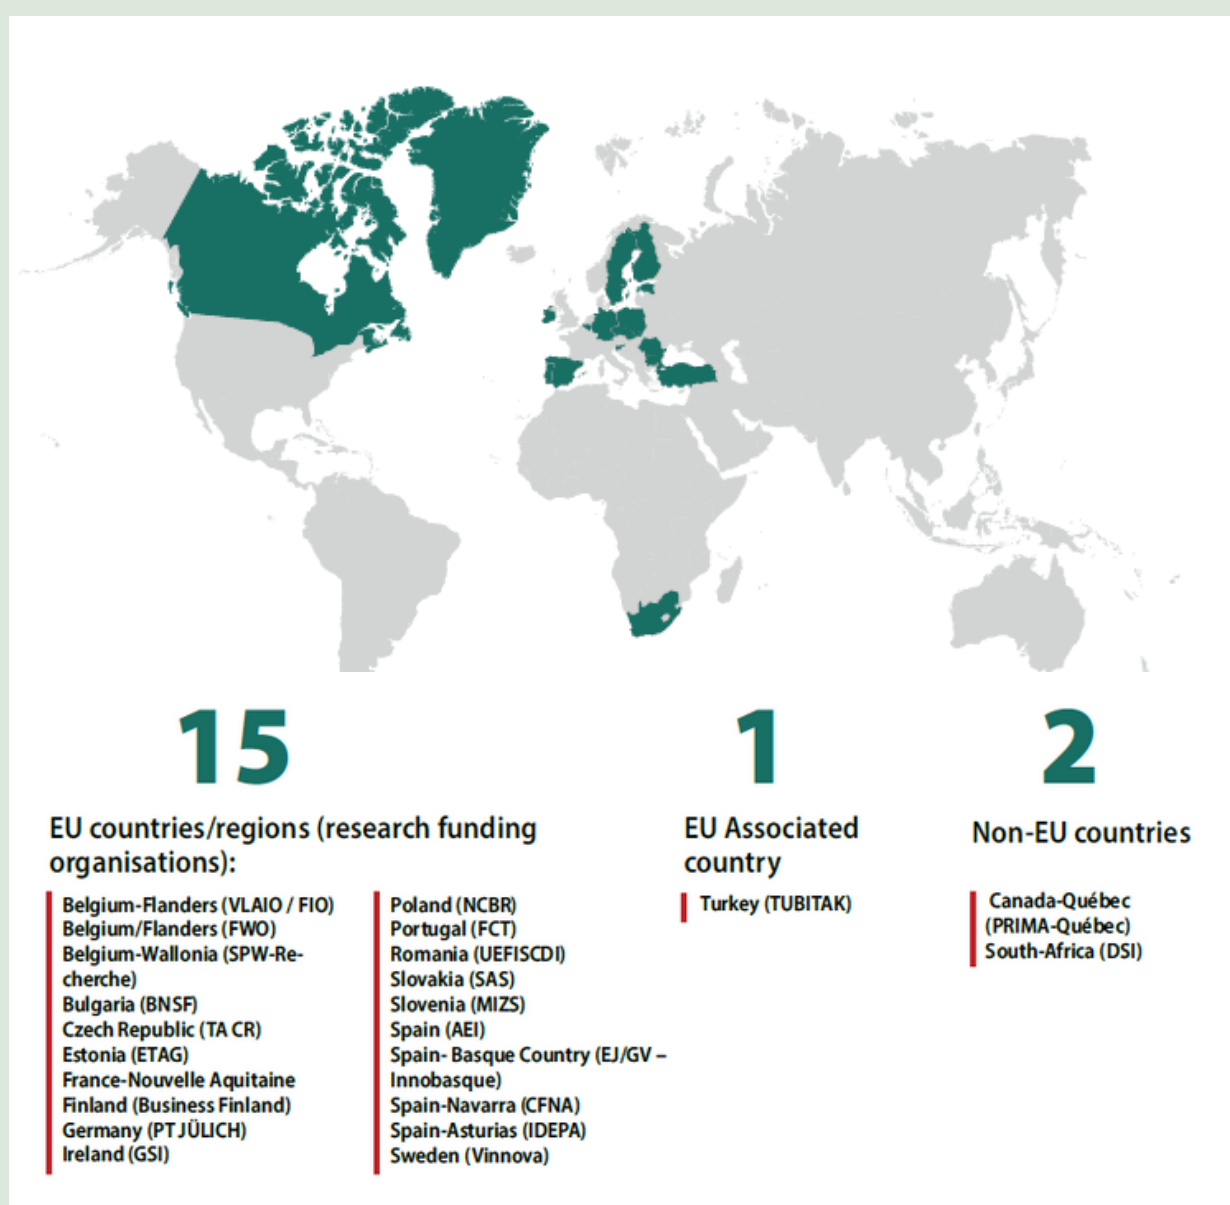 15
EU countries/regions (research funding
organisations):
Belgium-Flanders (VLAIO / FIO)
Belgium/Flanders (FWO)
Belgium-Wallonia (SPW-Re-
cherche)
Bulgaria (BNSF)
Czech Republic (TA CR)
Estonia (ETAG)
France-Nouvelle Aquitaine
Finland (Business Finland)
Germany (PT JÜLICH)
Ireland (GSI)
Poland (NCBR)
Portugal (FCT)
Romania (UEFISCDI)
Slovakia (SAS)
Slovenia (MIZS)
Spain (AEI)
Spain- Basque Country (EJ/GV –
Innobasque)
Spain-Navarra (CFNA)
Spain-Asturias (IDEPA)
Sweden (Vinnova)
1
EU Associated
country
Turkey (TUBITAK)
2
Non-EU countries
Canada-Québec
(PRIMA-Québec)
South-Africa (DSI)